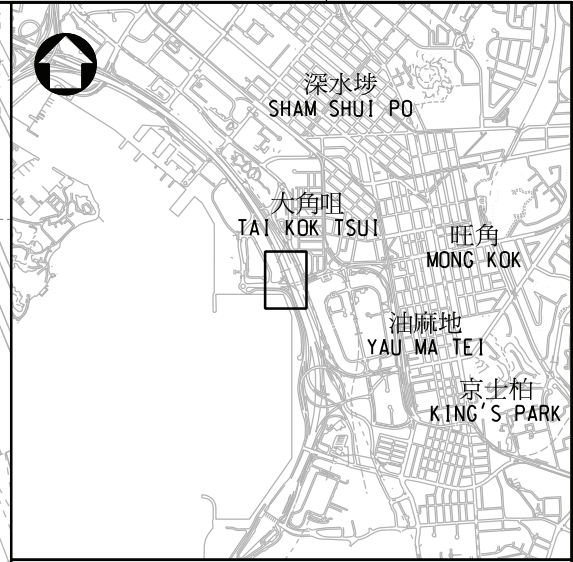 深水埗
SHAM SHUI PO
大角咀
TAI KOK TSUI
旺角
MONG KOK
油麻地
YAU MA TEI
京士柏
KING'S PARK